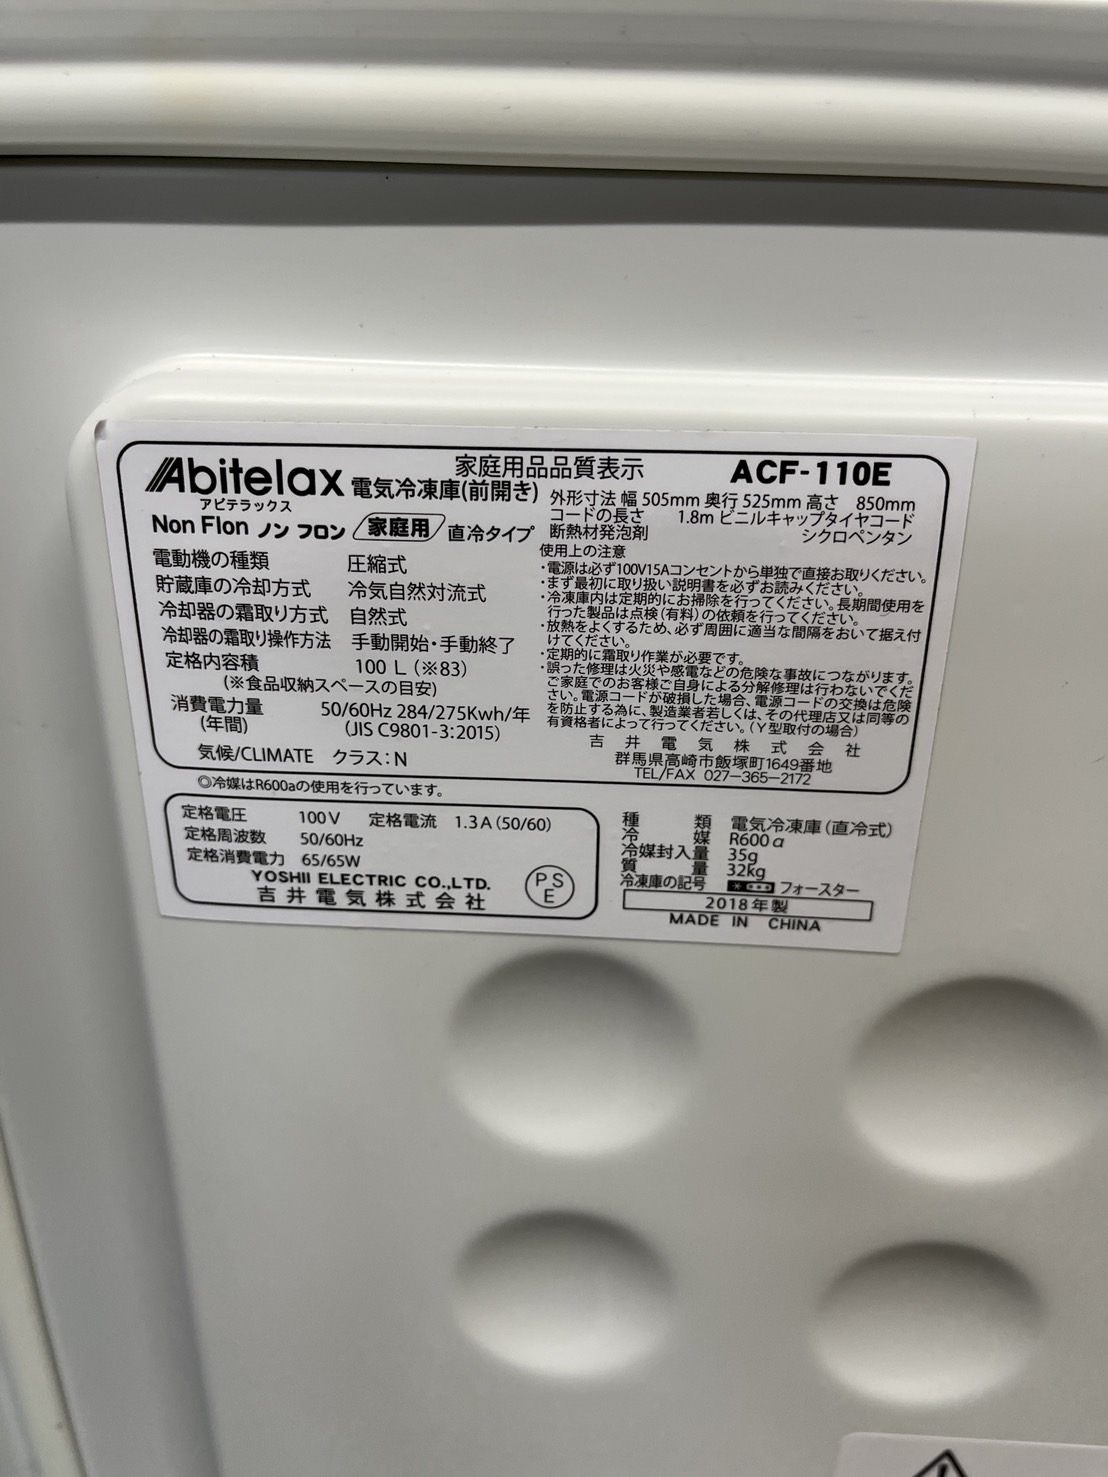 Abitelax
アビテラックス
家庭用品品質表示
電気冷凍庫(前開き)
ACF-110E
Non Flon ノン フロン 家庭用 直冷タイプ
電動機の種類 圧縮式
貯蔵庫の冷却方式 冷気自然対流式
冷却器の霜取り方式 自然式
冷却器の霜取り操作方法 手動開始・手動終了
定格内容積 100 L (※83)
(※食品収納スペースの目安)
消費電力量 50/60Hz 284/275Kwh/年
(年間) (JIS C9801-3:2015)
気候/CLIMATE クラス:N
外形寸法 幅 505mm 奥行 525mm 高さ 850mm
コードの長さ 1.8m ビニルキャップタイヤコード
断熱材発泡剤 シクロペンタン
使用上の注意
・電源は必ず100V15Aコンセントから単独で直接お取りください。
・まず最初に取り扱い説明書を必ずお読みください。
・冷凍庫内は定期的にお掃除を行ってください。長期間使用を
行った製品は点検(有料)の依頼を行ってください。
・放熱をよくするため、必ず周囲に適当な間隔をおいて据え付
けてください。
・定期的に霜取り作業が必要です。
・誤った修理は火災や感電などの危険な事故につながります。
ご家庭でのお客様ご自身による分解修理は行わないでくだ
さい。電源コードが破損した場合、電源コードの交換は危険
を防止する為に、製造業者若しくは、その代理店又は同等の
有資格者によって行ってください。(Y型取付の場合)
吉井電気株式会社
群馬県高崎市飯塚町1649番地
TEL/FAX 027-365-2172
◎冷媒はR600aの使用を行っています。
定格電圧 100V 定格電流 1.3A (50/60)
定格周波数 50/60Hz
定格消費電力 65/65W
YOSHII ELECTRIC CO.,LTD.
吉井電気株式会社
PS
E
種類 電気冷凍庫(直冷式)
冷媒 R600a
冷媒封入量 35g
質量 32kg
冷凍庫の記号 フォースター
2018年製
MADE IN CHINA